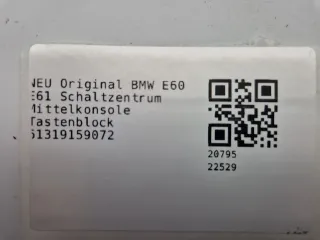 NEU Original BMW E60
E61 Schaltzentrum
Mittelkonsole
Tastenblock
61319159072
20795
22529